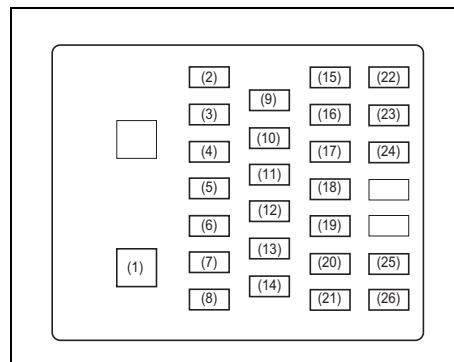 (2) (15) (22)
(9)
(3) (16) (23)
(10)
(4) (17) (24)
(11)
(5) (18)
(12)
(6) (19)
(13)
(1) (7) (20) (25)
(14)
(8) (21) (26)